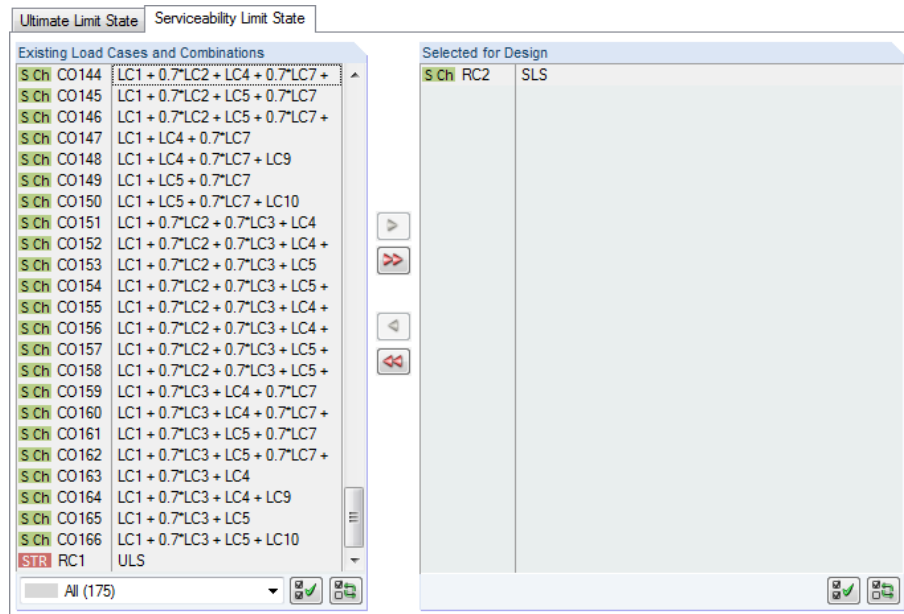 Ultimate Limit State Serviceability Limit State
Existing Load Cases and Combinations
S Ch CO144 LC1 + 0.7*LC2 + LC4 + 0.7*LC7 +
S Ch CO145 LC1 + 0.7*LC2 + LC5 + 0.7*LC7
S Ch CO146 LC1 + 0.7*LC2 + LC5 + 0.7*LC7 +
S Ch CO147 LC1 + LC4 + 0.7*LC7
S Ch CO148 LC1 + LC4 + 0.7*LC7 + LC9
S Ch CO149 LC1 + LC5 + 0.7*LC7
S Ch CO150 LC1 + LC5 + 0.7*LC7 + LC10
S Ch CO151 LC1 + 0.7*LC2 + 0.7*LC3 + LC4
S Ch CO152 LC1 + 0.7*LC2 + 0.7*LC3 + LC4 +
S Ch CO153 LC1 + 0.7*LC2 + 0.7*LC3 + LC5
S Ch CO154 LC1 + 0.7*LC2 + 0.7*LC3 + LC5 +
S Ch CO155 LC1 + 0.7*LC2 + 0.7*LC3 + LC4 +
S Ch CO156 LC1 + 0.7*LC2 + 0.7*LC3 + LC4 +
S Ch CO157 LC1 + 0.7*LC2 + 0.7*LC3 + LC5 +
S Ch CO158 LC1 + 0.7*LC2 + 0.7*LC3 + LC5 +
S Ch CO159 LC1 + 0.7*LC3 + LC4 + 0.7*LC7
S Ch CO160 LC1 + 0.7*LC3 + LC4 + 0.7*LC7 +
S Ch CO161 LC1 + 0.7*LC3 + LC5 + 0.7*LC7
S Ch CO162 LC1 + 0.7*LC3 + LC5 + 0.7*LC7 +
S Ch CO163 LC1 + 0.7*LC3 + LC4
S Ch CO164 LC1 + 0.7*LC3 + LC4 + LC9
S Ch CO165 LC1 + 0.7*LC3 + LC5
S Ch CO166 LC1 + 0.7*LC3 + LC5 + LC10
STR RC1 ULS
All (175)
Selected for Design
S Ch RC2 SLS